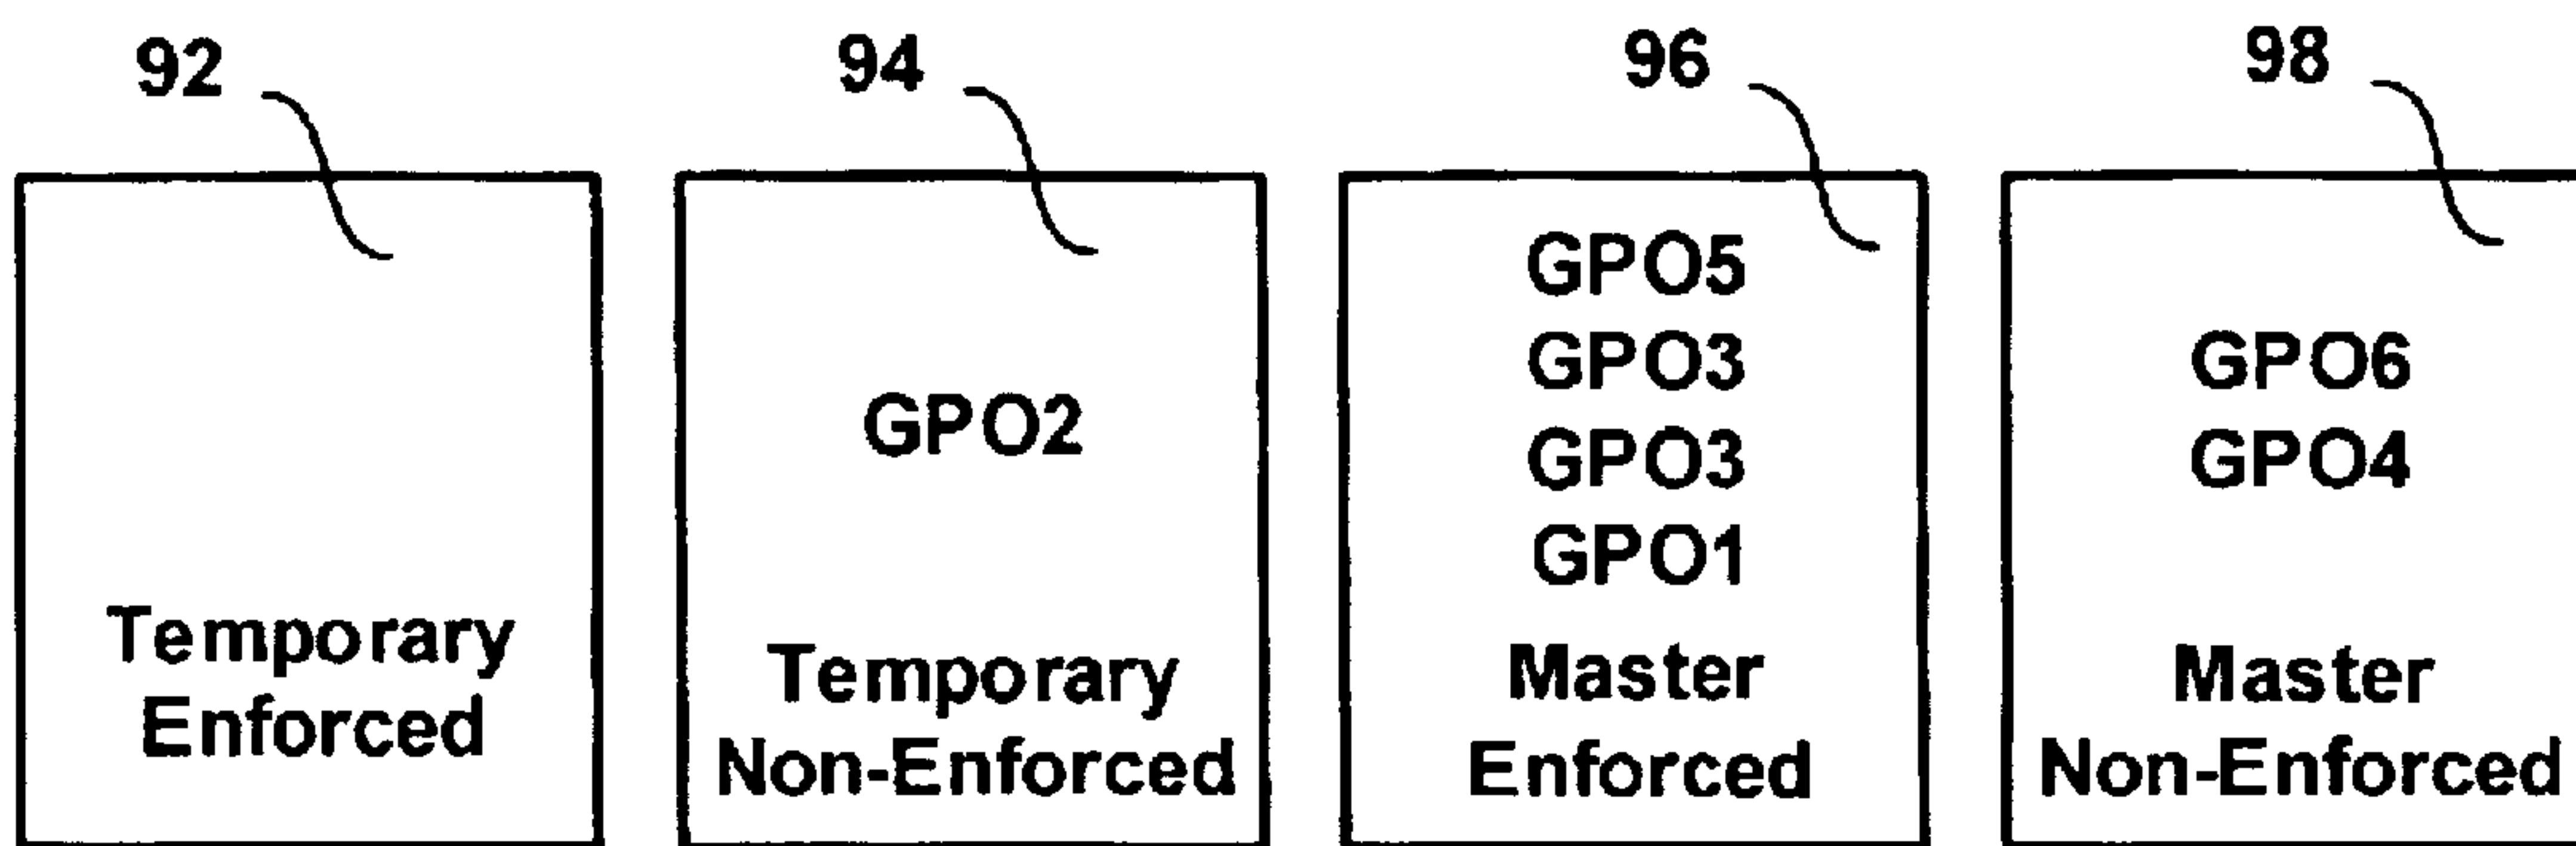 92
94
96
98
Temporary
Enforced
GPO2
Temporary
Non-Enforced
GPO5
GPO3
GPO3
GPO1
Master
Enforced
GPO6
GPO4
Master
Non-Enforced